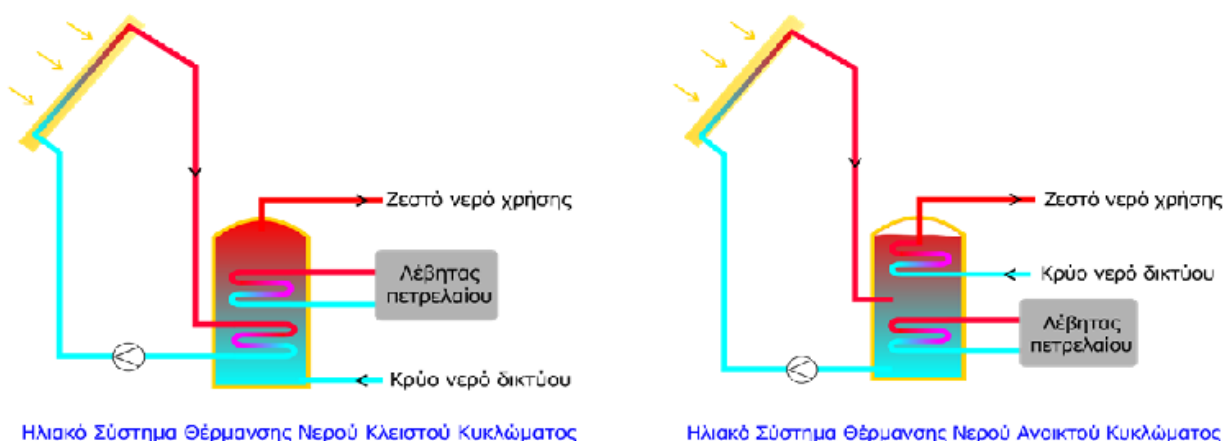 Ζεστό νερό χρήσης
Λέβητας
πετρελαίου
Κρύο νερό δικτύου
Ηλιακό Σύστημα Θέρμανσης Νερού Κλειστού Κυκλώματος
Ζεστό νερό χρήσης
Κρύο νερό δικτύου
Λέβητας
πετρελαίου
Ηλιακό Σύστημα Θέρμανσης Νερού Ανοικτού Κυκλώματος